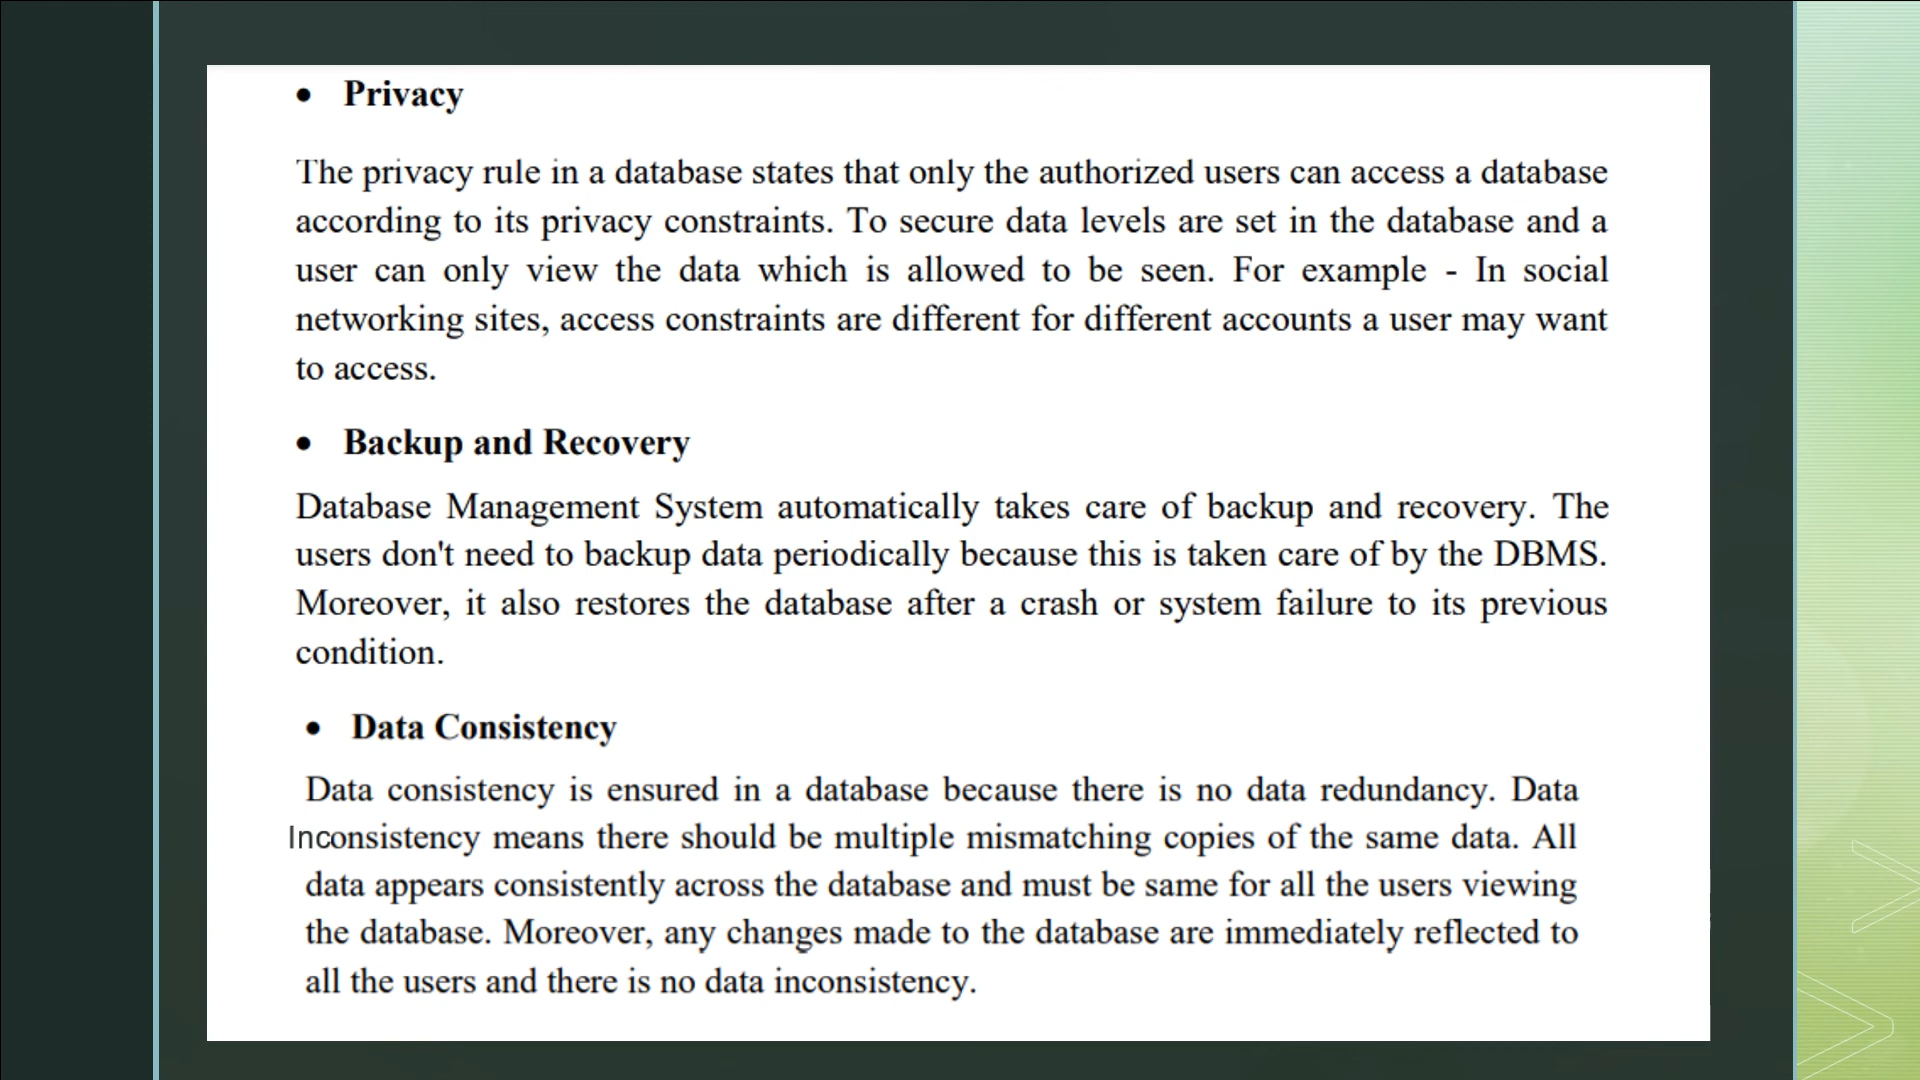 • Privacy
The privacy rule in a database states that only the authorized users can access a database
according to its privacy constraints. To secure data levels are set in the database and a
user can only view the data which is allowed to be seen. For example - In social
networking sites, access constraints are different for different accounts a user may want
to access.
• Backup and Recovery
Database Management System automatically takes care of backup and recovery. The
users don't need to backup data periodically because this is taken care of by the DBMS.
Moreover, it also restores the database after a crash or system failure to its previous
condition.
• Data Consistency
Data consistency is ensured in a database because there is no data redundancy. Data
Inconsistency means there should be multiple mismatching copies of the same data. All
data appears consistently across the database and must be same for all the users viewing
the database. Moreover, any changes made to the database are immediately reflected to
all the users and there is no data inconsistency.